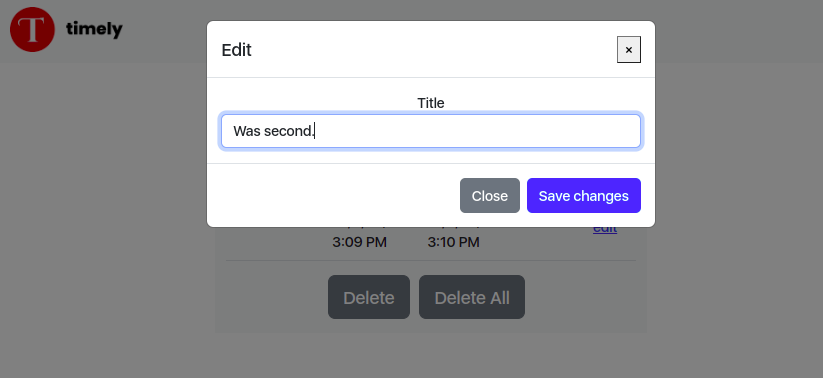 T timely
Edit
×
Title
Was second.
Close Save changes
edit
3:09 PM 3:10 PM
Delete Delete All